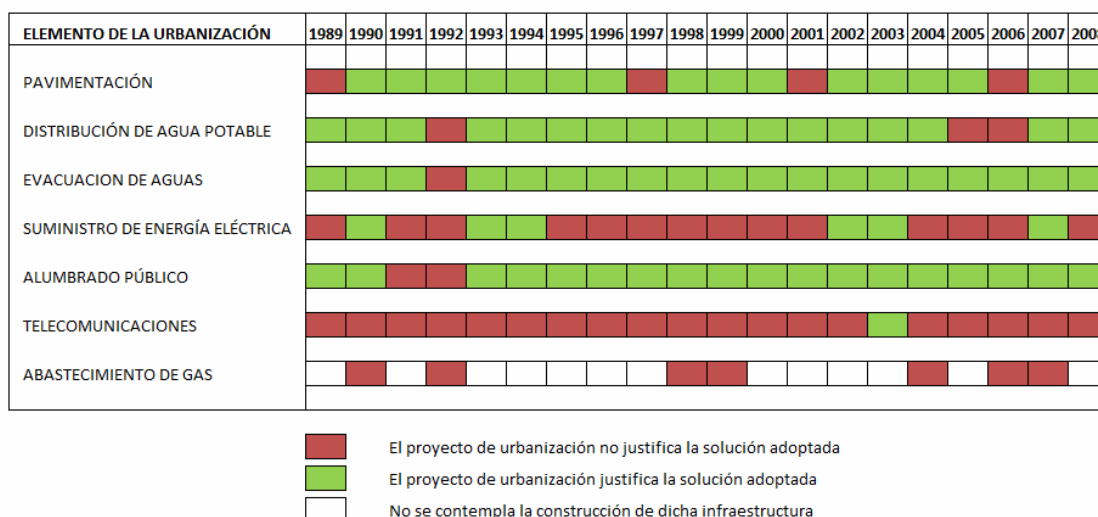 ELEMENTO DE LA URBANIZACIÓN 1989 1990 1991 1992 1993 1994 1995 1996 1997 1998 1999 2000 2001 2002 2003 2004 2005 2006 2007 2008
PAVIMENTACIÓN
DISTRIBUCIÓN DE AGUA POTABLE
EVACUACION DE AGUAS
SUMINISTRO DE ENERGÍA ELÉCTRICA
ALUMBRADO PÚBLICO
TELECOMUNICACIONES
ABASTECIMIENTO DE GAS
El proyecto de urbanización no justifica la solución adoptada
El proyecto de urbanización justifica la solución adoptada
No se contempla la construcción de dicha infraestructura